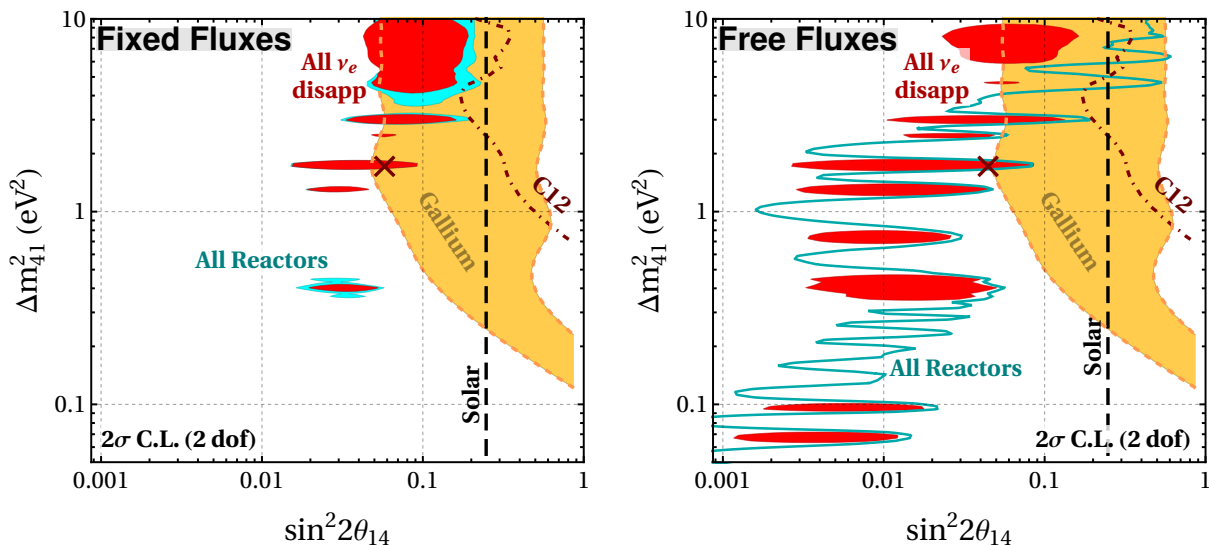 Fixed Fluxes
All νe
disapp
C12
Gallium
All Reactors
Solar
2σ C.L. (2 dof)
10
1
0.1
0.001
0.01
0.1
1
Δm²41 (eV²)
sin²2θ14
Free Fluxes
All νe
disapp
C12
Gallium
All Reactors
Solar
2σ C.L. (2 dof)
10
1
0.1
0.001
0.01
0.1
1
Δm²41 (eV²)
sin²2θ14